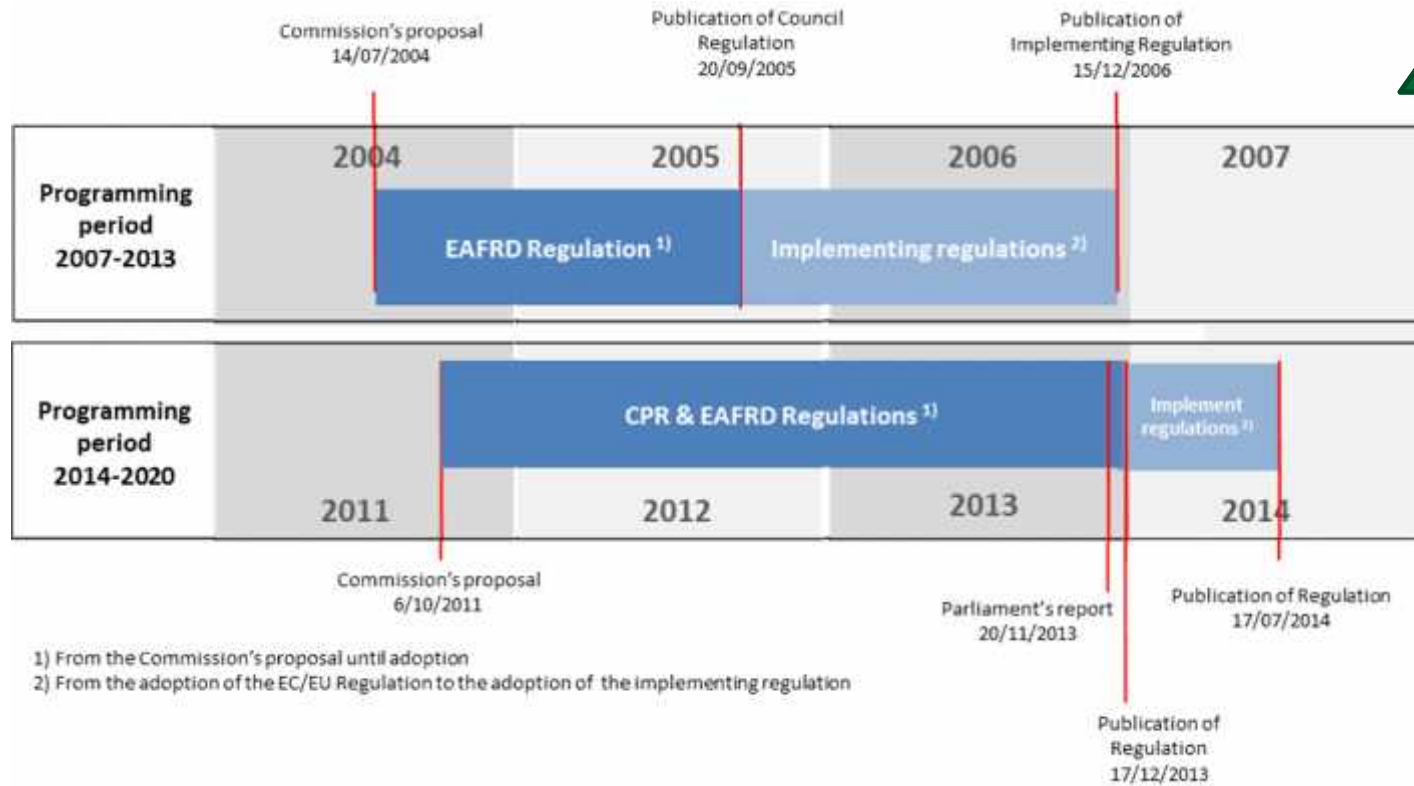 Commission's proposal
14/07/2004
Publication of Council
Regulation
20/09/2005
Publication of
Implementing Regulation
15/12/2006
Programming
period
2007-2013
2004
2005
2006
2007
EAFRD Regulation 1)
Implementing regulations 2)
Programming
period
2014-2020
CPR & EAFRD Regulations 1)
Implement
regulations 2)
2011
2012
2013
2014
Commission's proposal
6/10/2011
Parliament's report
20/11/2013
Publication of Regulation
17/07/2014
1) From the Commission's proposal until adoption
2) From the adoption of the EC/EU Regulation to the adoption of the implementing regulation
Publication of
Regulation
17/12/2013